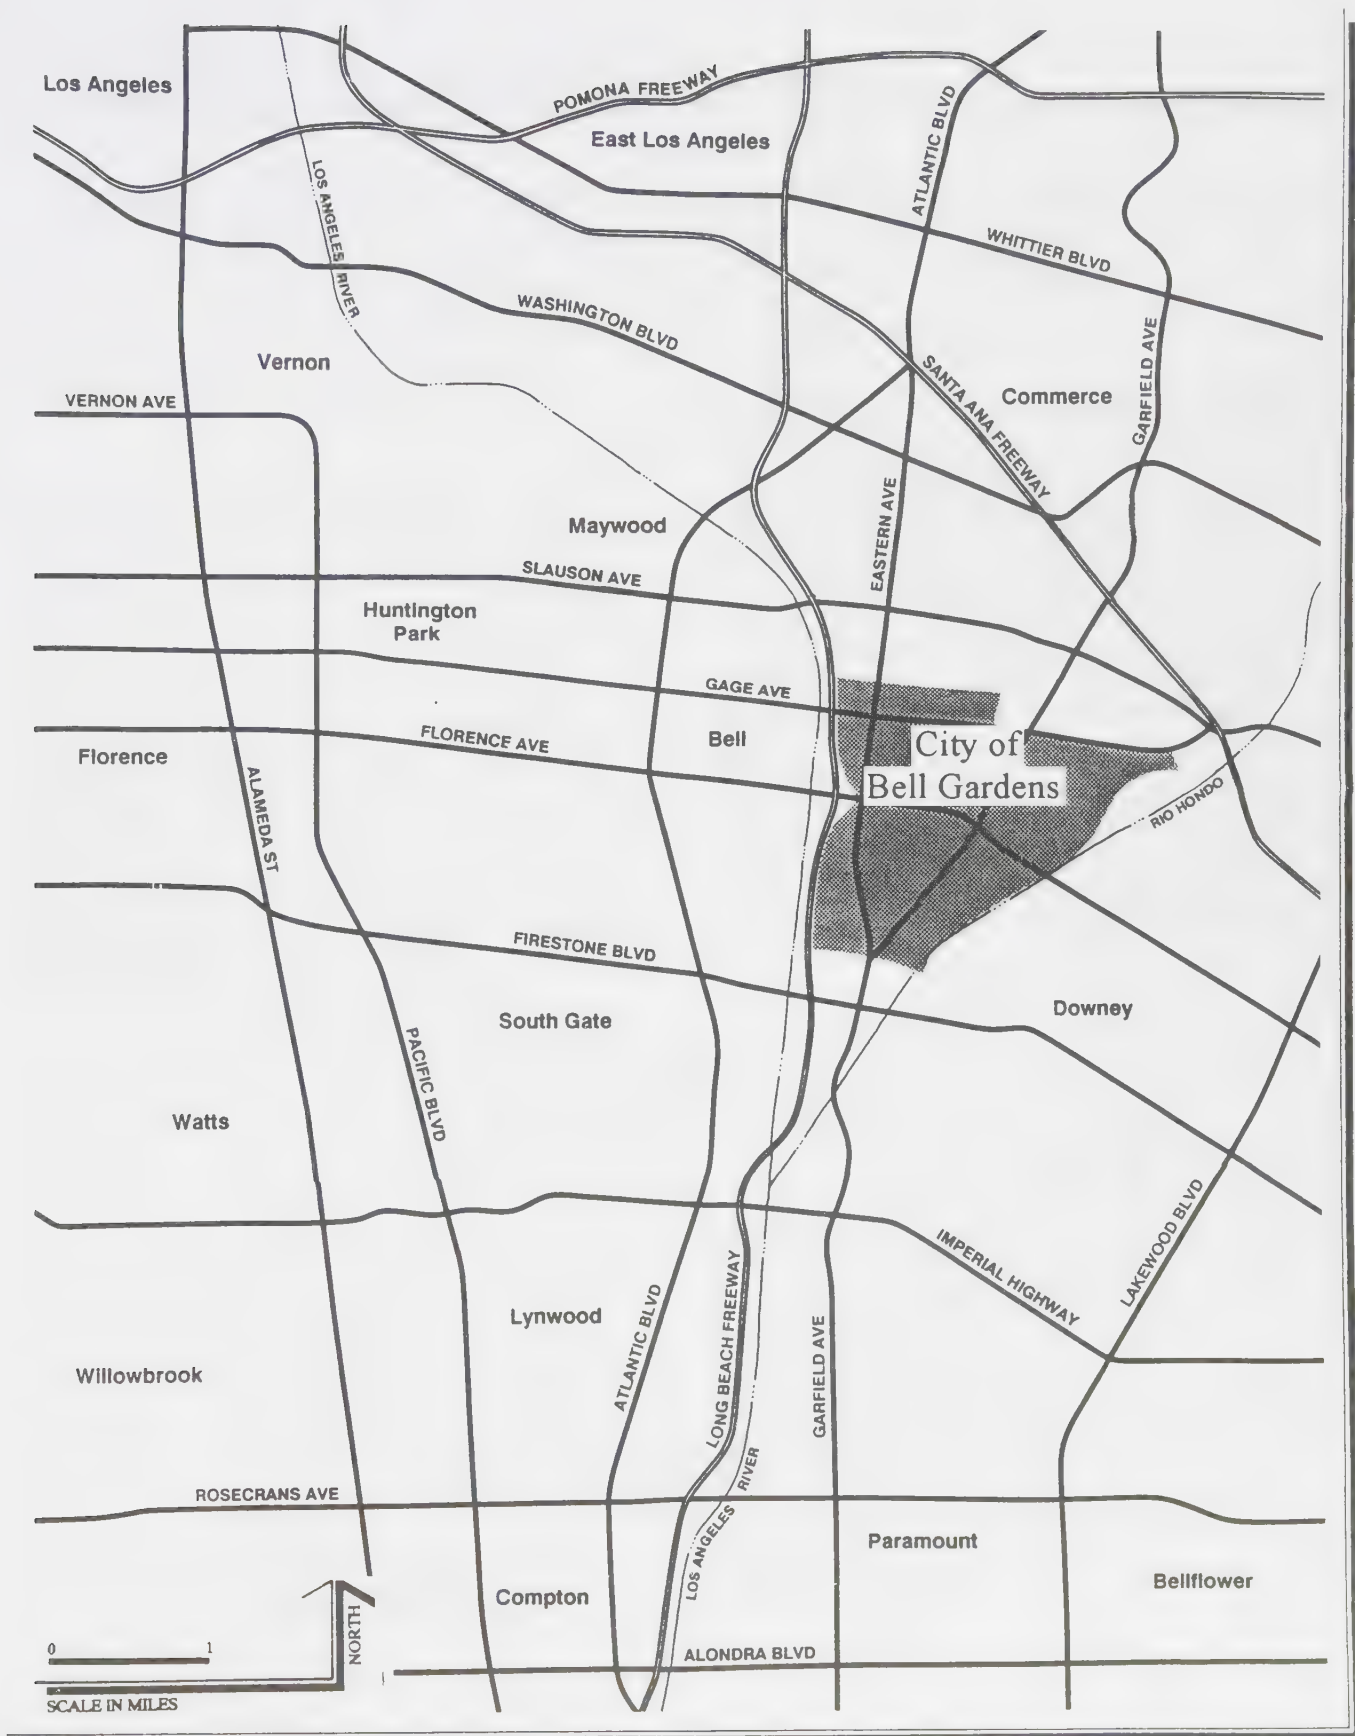 Los Angeles
POMONA FREEWAY
East Los Angeles
ATLANTIC BLVD
LOS ANGELES RIVER
WHITTIER BLVD
WASHINGTON BLVD
Vernon
SANTA ANA FREEWAY
Commerce
GARFIELD AVE
VERNON AVE
EASTERN AVE
Maywood
SLAUSON AVE
Huntington
Park
GAGE AVE
FLORENCE AVE
Bell
City of
Bell Gardens
Florence
ALAMEDA ST
RIO HONDO
FIRESTONE BLVD
South Gate
Downey
PACIFIC BLVD
Watts
LAKEWOOD BLVD
IMPERIAL HIGHWAY
Lynwood
ATLANTIC BLVD
LONG BEACH FREEWAY
GARFIELD AVE
Willowbrook
ROSECRANS AVE
LOS ANGELES RIVER
Paramount
Bellflower
Compton
NORTH
0 1
ALONDRA BLVD
SCALE IN MILES